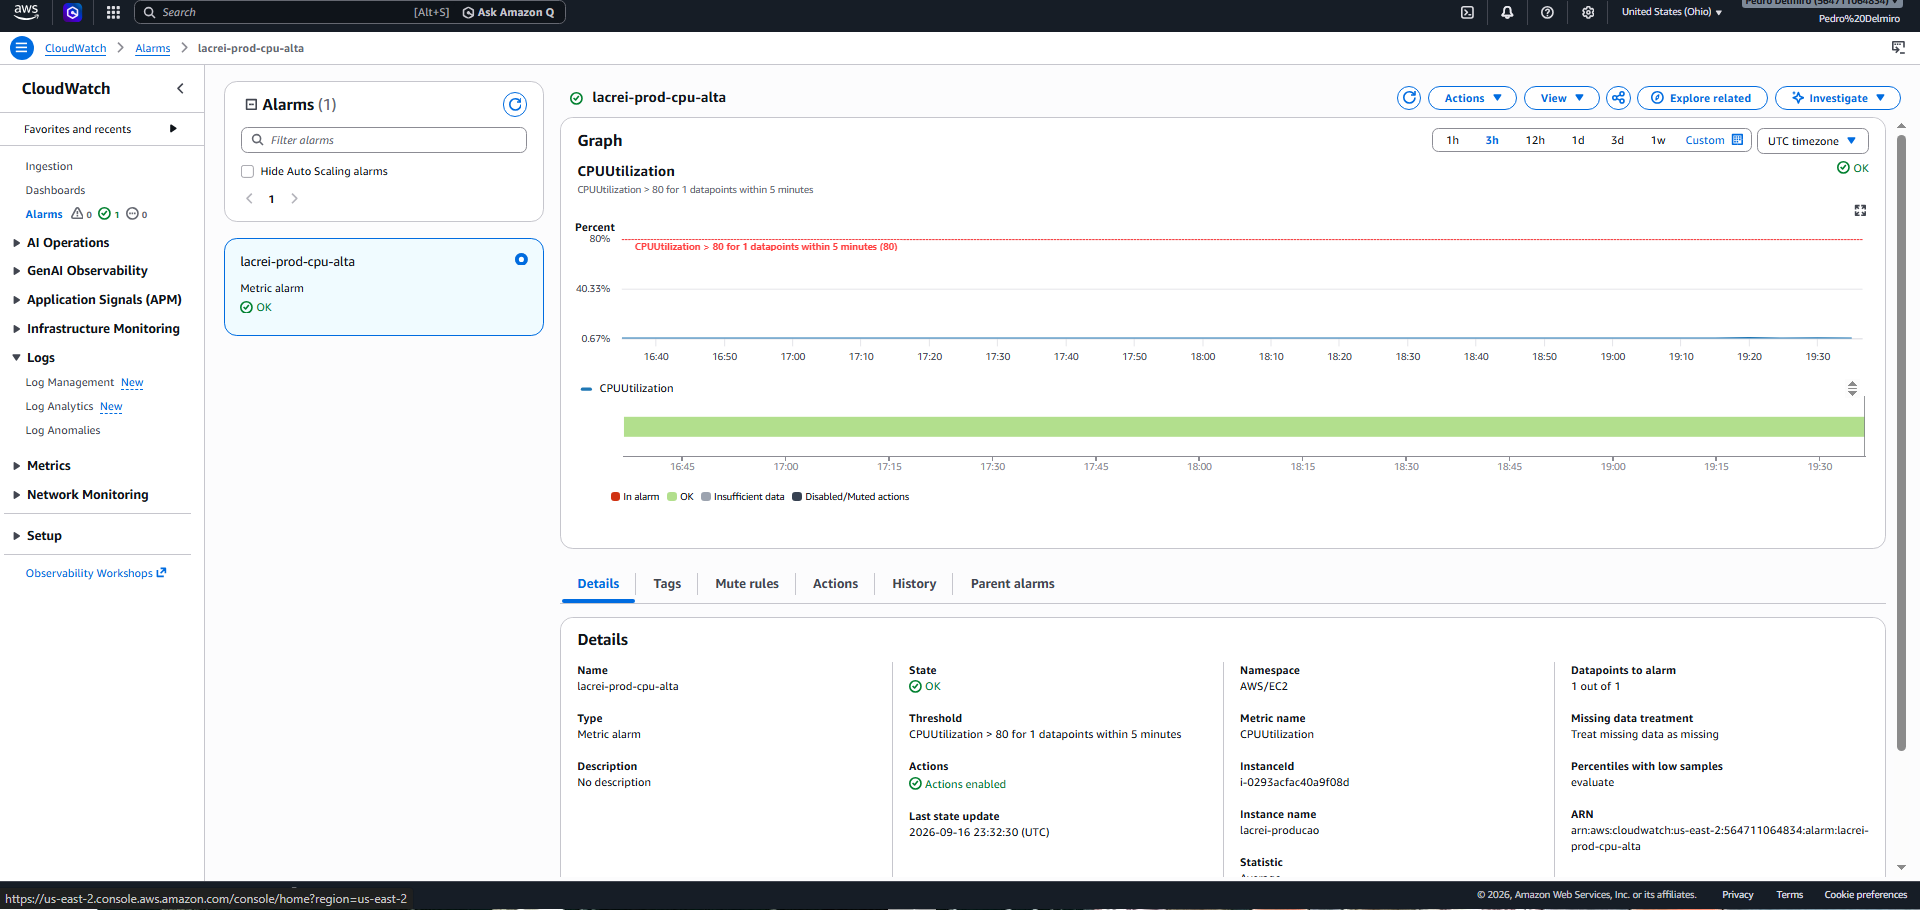 aws
Search [Alt+S] Ask Amazon Q
United States (Ohio)
Pedro Delmiro (564711064834)
Pedro%20Delmiro
CloudWatch
Alarms
lacrei-prod-cpu-alta
CloudWatch
Favorites and recents
Ingestion
Dashboards
Alarms 0 1 0
AI Operations
GenAI Observability
Application Signals (APM)
Infrastructure Monitoring
Logs
Log Management New
Log Analytics New
Log Anomalies
Metrics
Network Monitoring
Setup
Observability Workshops
Alarms (1)
Filter alarms
Hide Auto Scaling alarms
1
lacrei-prod-cpu-alta
Metric alarm
OK
lacrei-prod-cpu-alta
Actions
View
Explore related
Investigate
Graph
1h 3h 12h 1d 3d 1w Custom
UTC timezone
CPUUtilization
OK
CPUUtilization > 80 for 1 datapoints within 5 minutes
Percent
80%
CPUUtilization > 80 for 1 datapoints within 5 minutes (80)
40.33%
0.67%
16:40 16:50 17:00 17:10 17:20 17:30 17:40 17:50 18:00 18:10 18:20 18:30 18:40 18:50 19:00 19:10 19:20 19:30
CPUUtilization
16:45 17:00 17:15 17:30 17:45 18:00 18:15 18:30 18:45 19:00 19:15 19:30
In alarm OK Insufficient data Disabled/Muted actions
Details
Tags
Mute rules
Actions
History
Parent alarms
Details
Name
lacrei-prod-cpu-alta
Type
Metric alarm
Description
No description
State
OK
Threshold
CPUUtilization > 80 for 1 datapoints within 5 minutes
Actions
Actions enabled
Last state update
2026-09-16 23:32:30 (UTC)
Namespace
AWS/EC2
Metric name
CPUUtilization
InstanceId
i-0293acfac40a9f08d
Instance name
lacrei-producao
Statistic
Average
Datapoints to alarm
1 out of 1
Missing data treatment
Treat missing data as missing
Percentiles with low samples
evaluate
ARN
arn:aws:cloudwatch:us-east-2:564711064834:alarm:lacrei-
prod-cpu-alta
https://us-east-2.console.aws.amazon.com/console/home?region=us-east-2
© 2026, Amazon Web Services, Inc. or its affiliates.
Privacy
Terms
Cookie preferences